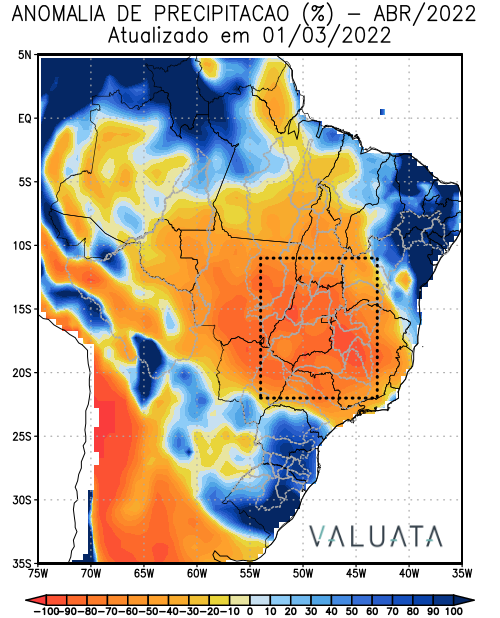 ANOMALIA DE PRECIPITACAO (%) – ABR/2022
Atualizado em 01/03/2022
5N
EQ
5S
10S
15S
20S
25S
30S
35S
VALUATA
75W 70W 65W 60W 55W 50W 45W 40W 35W
-100 -90 -80 -70 -60 -50 -40 -30 -20 -10 0 10 20 30 40 50 60 70 80 90 100